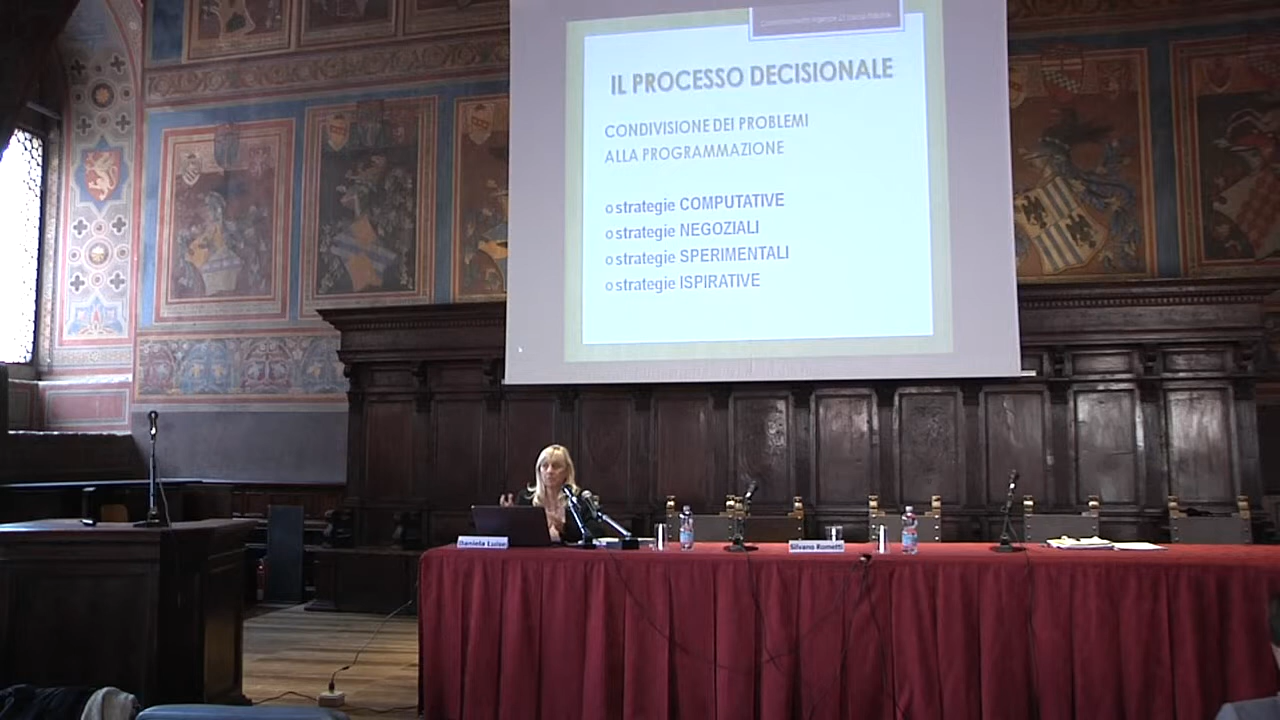 IL PROCESSO DECISIONALE
CONDIVISIONE DEI PROBLEMI
ALLA PROGRAMMAZIONE
o strategie COMPUTATIVE
o strategie NEGOZIALI
o strategie SPERIMENTALI
o strategie ISPIRATIVE
Daniela Luise
Silvano Rometti